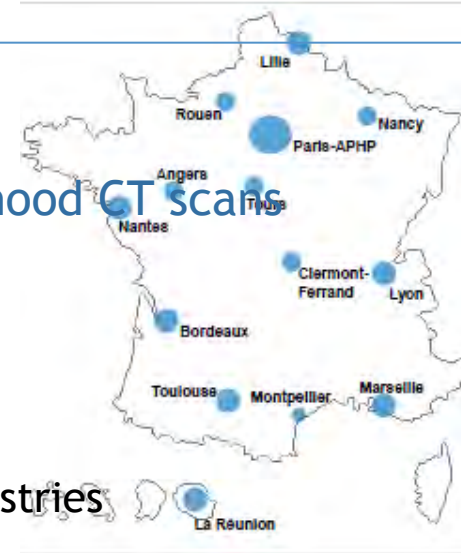 Lille
Rouen
Nancy
Paris-APHP
Angers
Tours
hood CT scans
Nantes
Clermont-
Ferrand
Lyon
Bordeaux
Toulouse
Montpellier
Marseille
stries
La Réunion